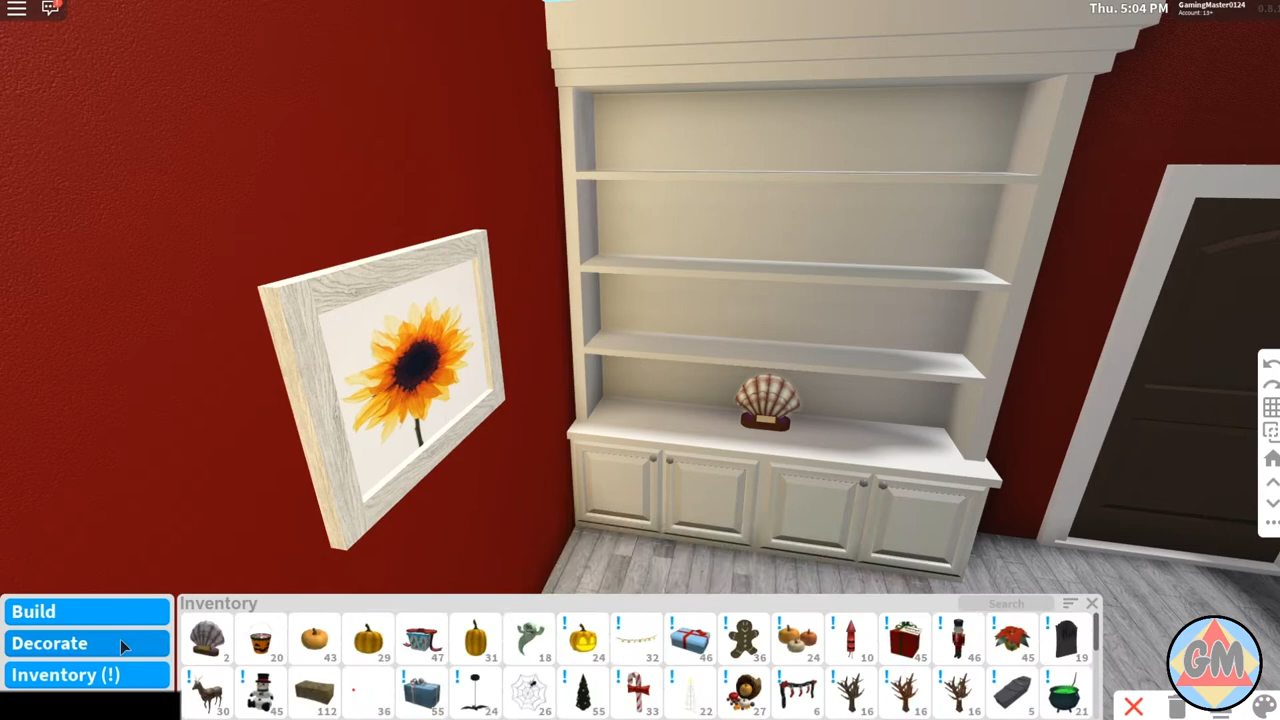 Thu. 5:04 PM
GamingMaster0124
Account: 13+
Build
Decorate
Inventory (!)
Inventory
Search
2 20 43 29 47 31 18 24 32 46 36 24 10 45 46 45 19
30 45 112 36 55 24 26 55 33 22 27 6 16 16 16 5 21
GM